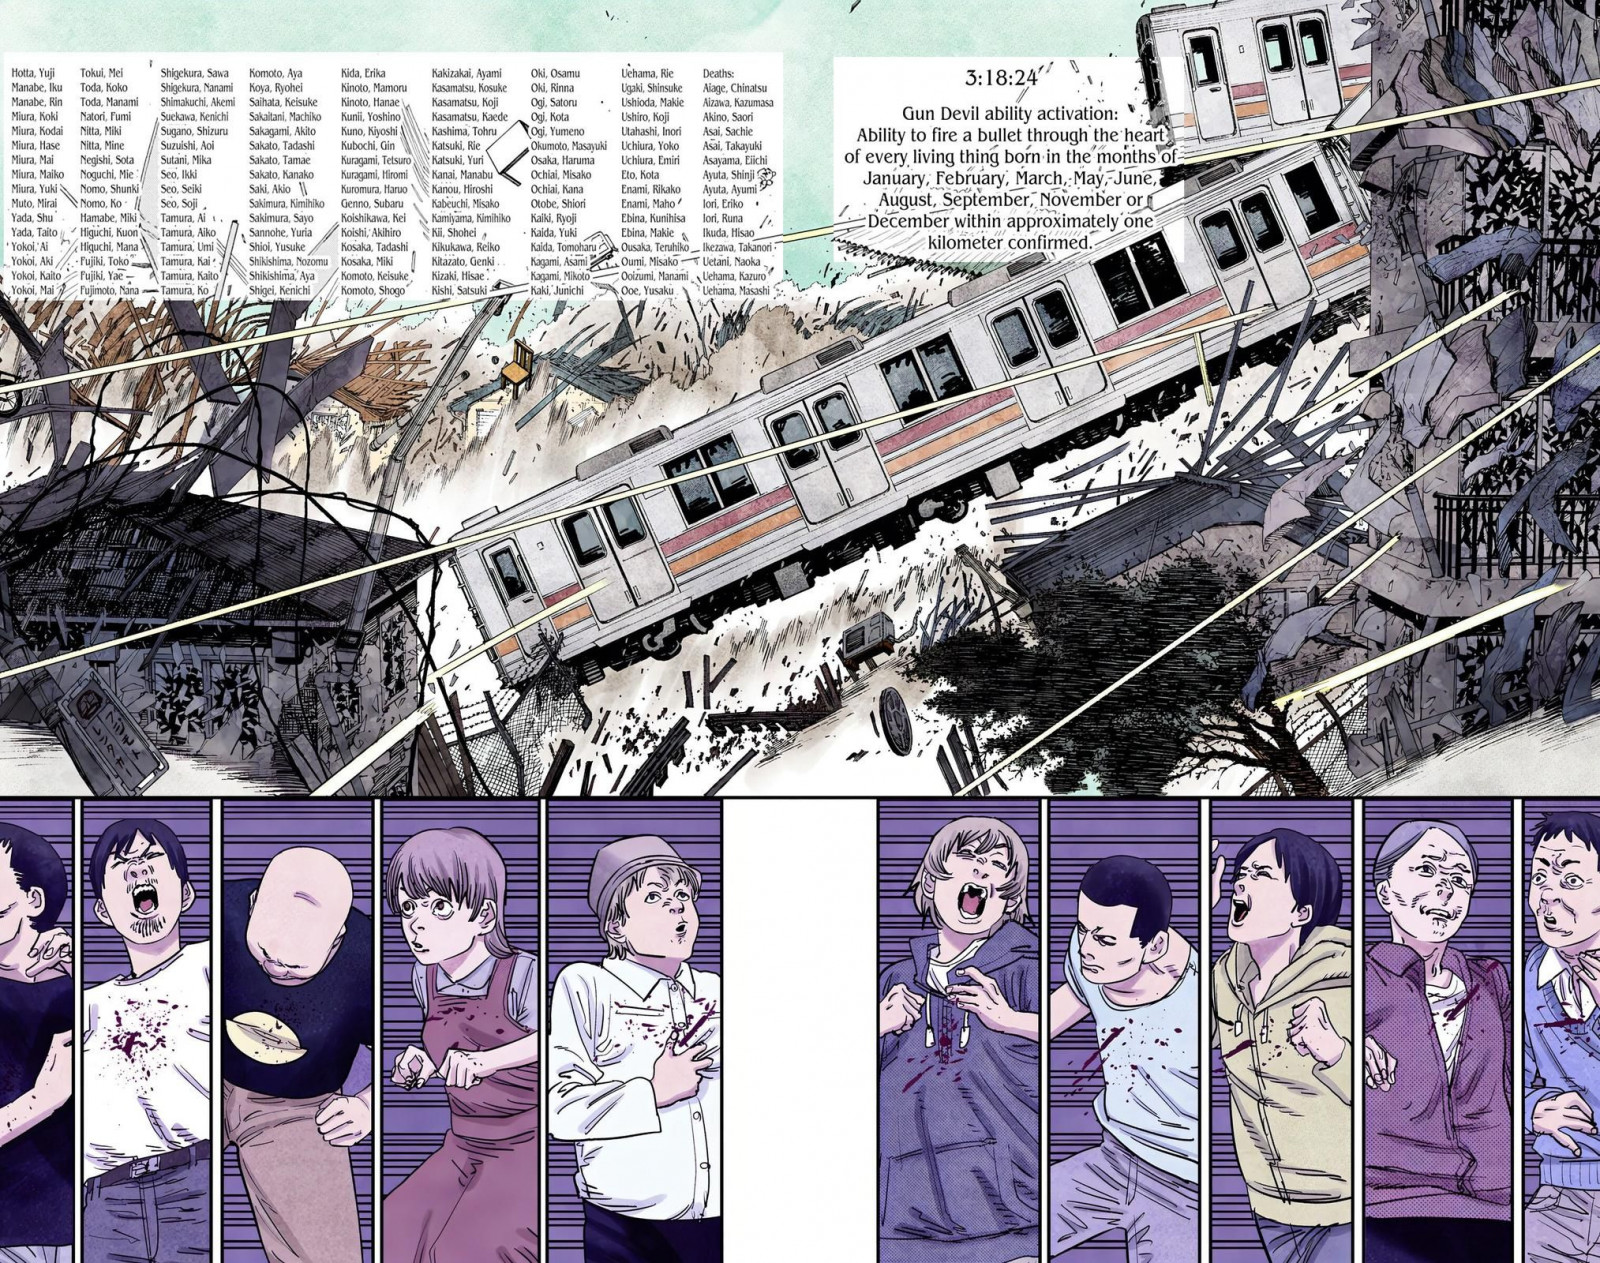 3:18:24
Gun Devil ability activation:
Ability to fire a bullet through the heart
of every living thing born in the months of
January, February, March, May, June,
August, September, November or
December within approximately one
kilometer confirmed.
Deaths:
Aiage, Chinatsu
Aizawa, Kazumasa
Akino, Saori
Asai, Sachie
Asai, Takayuki
Asayama, Eiichi
Ayuta, Shinji
Ayuta, Ayumi
Iori, Eriko
Iori, Runa
Ikuda, Misao
Ikezawa, Takanori
Uetani, Naoka
Uehama, Kazuro
Uehama, Masashi
Uehama, Rie
Ugaki, Shinsuke
Ushioda, Makie
Ushiro, Koji
Utahashi, Inori
Uchiura, Yoko
Uchiura, Emiri
Eto, Kota
Enami, Rikako
Enami, Maho
Ebina, Kunihisa
Ebina, Makie
Ousaka, Teruhiko
Oumi, Misako
Ooizumi, Manami
Ooe, Yusaku
Oki, Osamu
Oki, Rinna
Ogi, Satoru
Ogi, Kota
Ogi, Yumeno
Okumoto, Masayuki
Osaka, Haruma
Ochiai, Misako
Ochiai, Kana
Otobe, Shiori
Kaiki, Ryoji
Kaida, Yuki
Kaida, Tomoharu
Kagami, Asami
Kagami, Mikoto
Kaki, Junichi
Kakizakai, Ayami
Kasamatsu, Kosuke
Kasamatsu, Koji
Kasamatsu, Kaede
Kashima, Tohru
Katsuki, Rie
Katsuki, Yuri
Kanai, Manabu
Kanou, Hiroshi
Kabeuchi, Misako
Kamiyama, Kimihiko
Kii, Shohei
Kikukawa, Reiko
Kitazato, Genki
Kizaki, Hisae
Kishi, Satsuki
Kida, Erika
Kinoto, Mamoru
Kinoto, Hanae
Kunii, Yoshino
Kuno, Kiyoshi
Kubochi, Gin
Kuragami, Tetsuro
Kuragami, Hiromi
Kuromura, Haruo
Genno, Subaru
Koishikawa, Kei
Koishi, Akihiro
Kosaka, Tadashi
Kosaka, Miki
Komoto, Keisuke
Komoto, Shogo
Komoto, Aya
Koya, Ryohei
Saihata, Keisuke
Sakaitani, Machiko
Sakagami, Akito
Sakato, Tadashi
Sakato, Tamae
Sakato, Kanako
Saki, Akio
Sakimura, Kimihiko
Sakimura, Sayo
Sannohe, Yuria
Shioi, Yusuke
Shikishima, Nozomu
Shikishima, Aya
Shigei, Kenichi
Shigekura, Sawa
Shigekura, Nanami
Shimakuchi, Akemi
Suekawa, Kenichi
Sugano, Shizuru
Suzuishi, Aoi
Sutani, Mika
Seo, Ikki
Seo, Seiki
Seo, Soji
Tamura, Ai
Tamura, Aiko
Tamura, Umi
Tamura, Kai
Tamura, Kaito
Tamura, Ko
Tokui, Mei
Toda, Koko
Toda, Manami
Natori, Fumi
Nitta, Miki
Nitta, Mine
Negishi, Sota
Noguchi, Mie
Nomo, Shunki
Nomo, Ko
Hamabe, Miki
Higuchi, Kuon
Higuchi, Mana
Fujiki, Toko
Fujiki, Yae
Fujimoto, Nana
Hotta, Yuji
Manabe, Iku
Manabe, Rin
Miura, Koki
Miura, Kodai
Miura, Hase
Miura, Mai
Miura, Maiko
Miura, Yuki
Muto, Mirai
Yada, Shu
Yada, Taito
Yokoi, Ai
Yokoi, Aki
Yokoi, Kaito
Yokoi, Mai
レンタカー